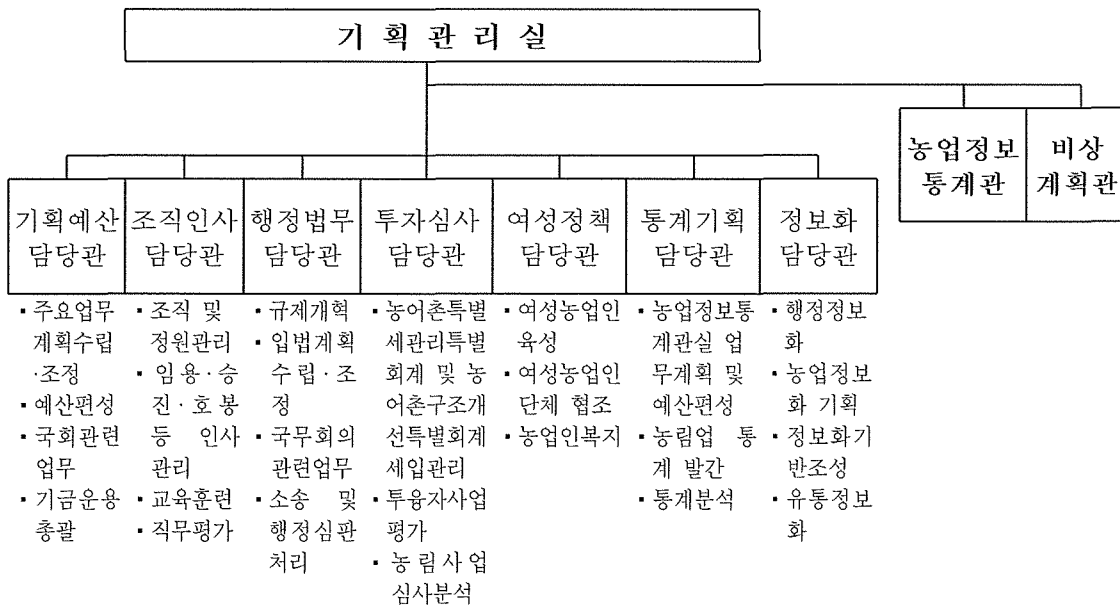 기 획 관 리 실
농업정보
통계관
비상
계획관
기획예산
담당관
조직인사
담당관
행정법무
담당관
투자심사
담당관
여성정책
담당관
통계기획
담당관
정보화
담당관
▪ 주요업무
계획수립
·조정
▪ 예산편성
▪ 국회관련
업무
▪ 기금운용
총괄
▪ 조직 및
정원관리
▪ 임용·승
진·호봉
등 인사
관리
▪ 교육훈련
▪ 직무평가
▪ 규제개혁
▪ 입법계획
수립·조
정
▪ 국무회의
관련업무
▪ 소송 및
행정심판
처리
▪ 농어촌특별
세관리특별
회계 및 농
어촌구조개
선특별회계
세입관리
▪ 투융자사업
평가
▪ 농림사업
심사분석
▪ 여성농업인
육성
▪ 여성농업인
단체 협조
▪ 농업인복지
▪ 농업정보통
계관실 업
무계획 및
예산편성
▪ 농림업 통
계 발간
▪ 통계분석
▪ 행정정보
화
▪ 농업정보
화 기획
▪ 정보화기
반조성
▪ 유통정보
화